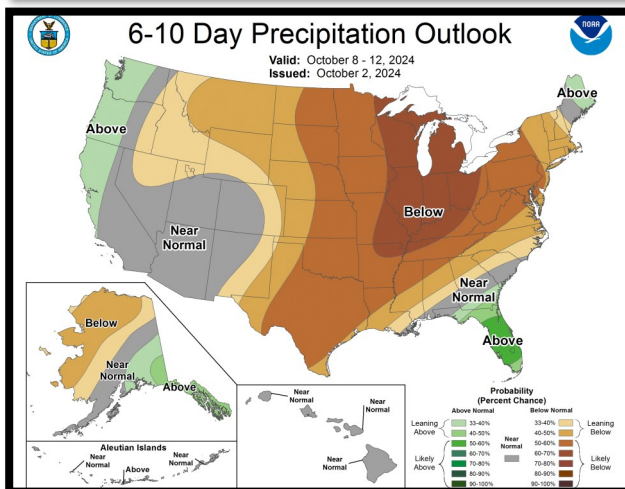 6-10 Day Precipitation Outlook
NOAA
Valid: October 8 - 12, 2024
Issued: October 2, 2024
Above
Above
Near
Normal
Below
Near
Normal
Above
Below
Near
Normal
Above
Aleutian Islands
Near
Normal
Above
Near
Normal
Near
Normal
Near
Normal
Near
Normal
Probability
(Percent Chance)
Above Normal
Below Normal
Leaning
Above
33-40%
40-50%
Likely
Above
50-60%
60-70%
70-80%
80-90%
90-100%
Near
Normal
33-40%
40-50%
Leaning
Below
50-60%
60-70%
70-80%
80-90%
90-100%
Likely
Below